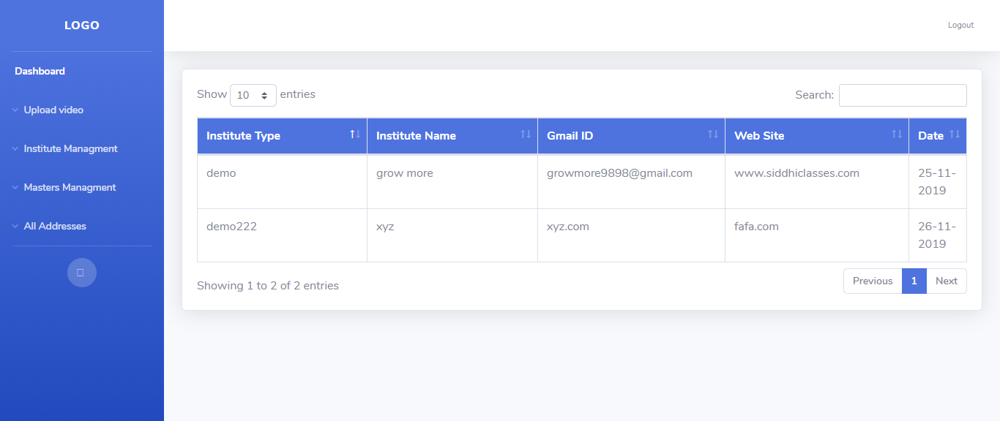 LOGO
Logout
Dashboard
Upload video
Institute Managment
Masters Managment
All Addresses
Show 10 entries
Search:
Institute Type Institute Name Gmail ID Web Site Date
demo grow more growmore9898@gmail.com www.siddhiclasses.com 25-11-
2019
demo222 xyz xyz.com fafa.com 26-11-
2019
Showing 1 to 2 of 2 entries
Previous 1 Next